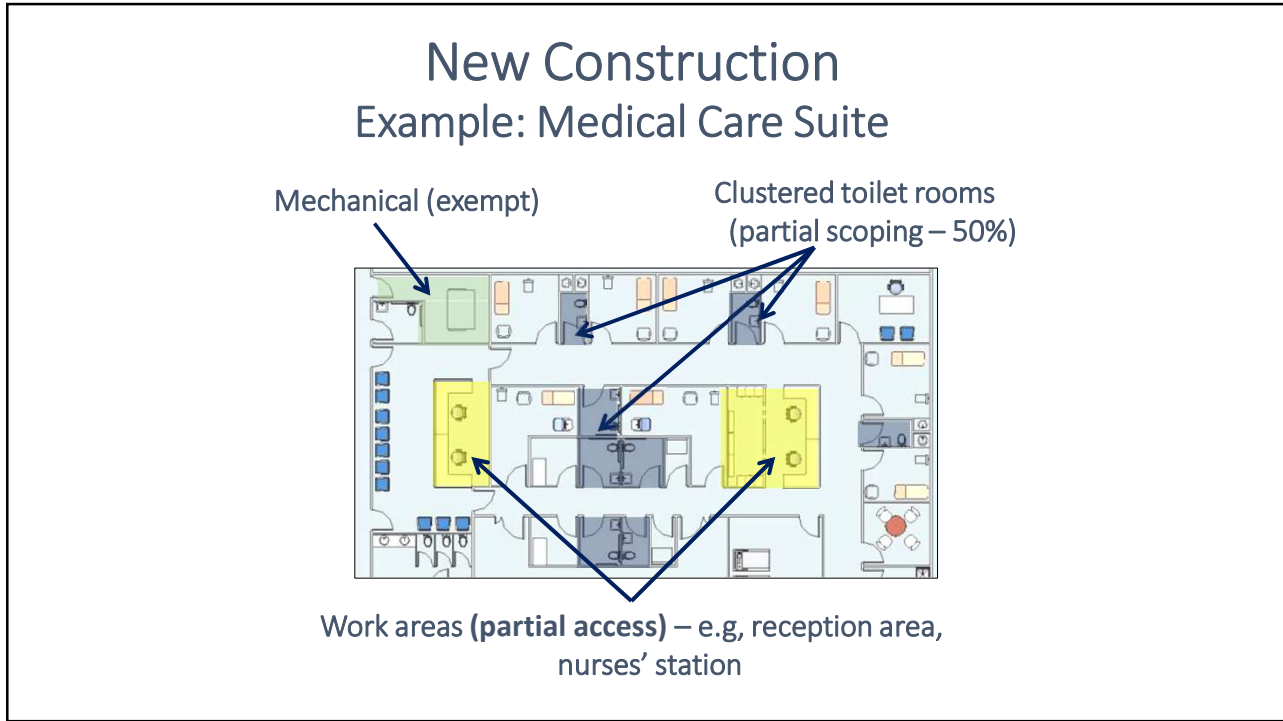 New Construction
Example: Medical Care Suite
Mechanical (exempt)
Clustered toilet rooms
(partial scoping – 50%)
Work areas (partial access) – e.g, reception area,
nurses’ station